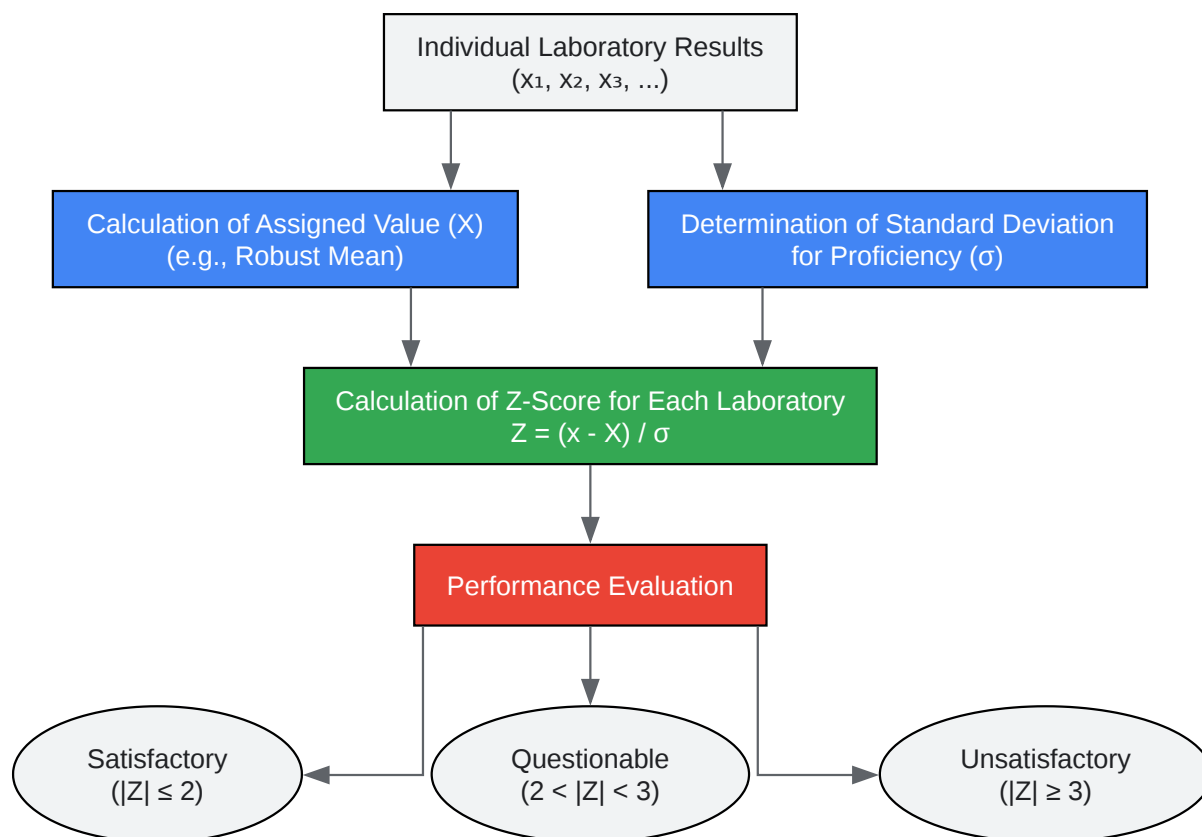 Individual Laboratory Results
(x₁, x₂, x₃, ...)
Calculation of Assigned Value (X)
(e.g., Robust Mean)
Determination of Standard Deviation
for Proficiency (σ)
Calculation of Z-Score for Each Laboratory
Z = (x - X) / σ
Performance Evaluation
Satisfactory
(|Z| ≤ 2)
Questionable
(2 < |Z| < 3)
Unsatisfactory
(|Z| ≥ 3)